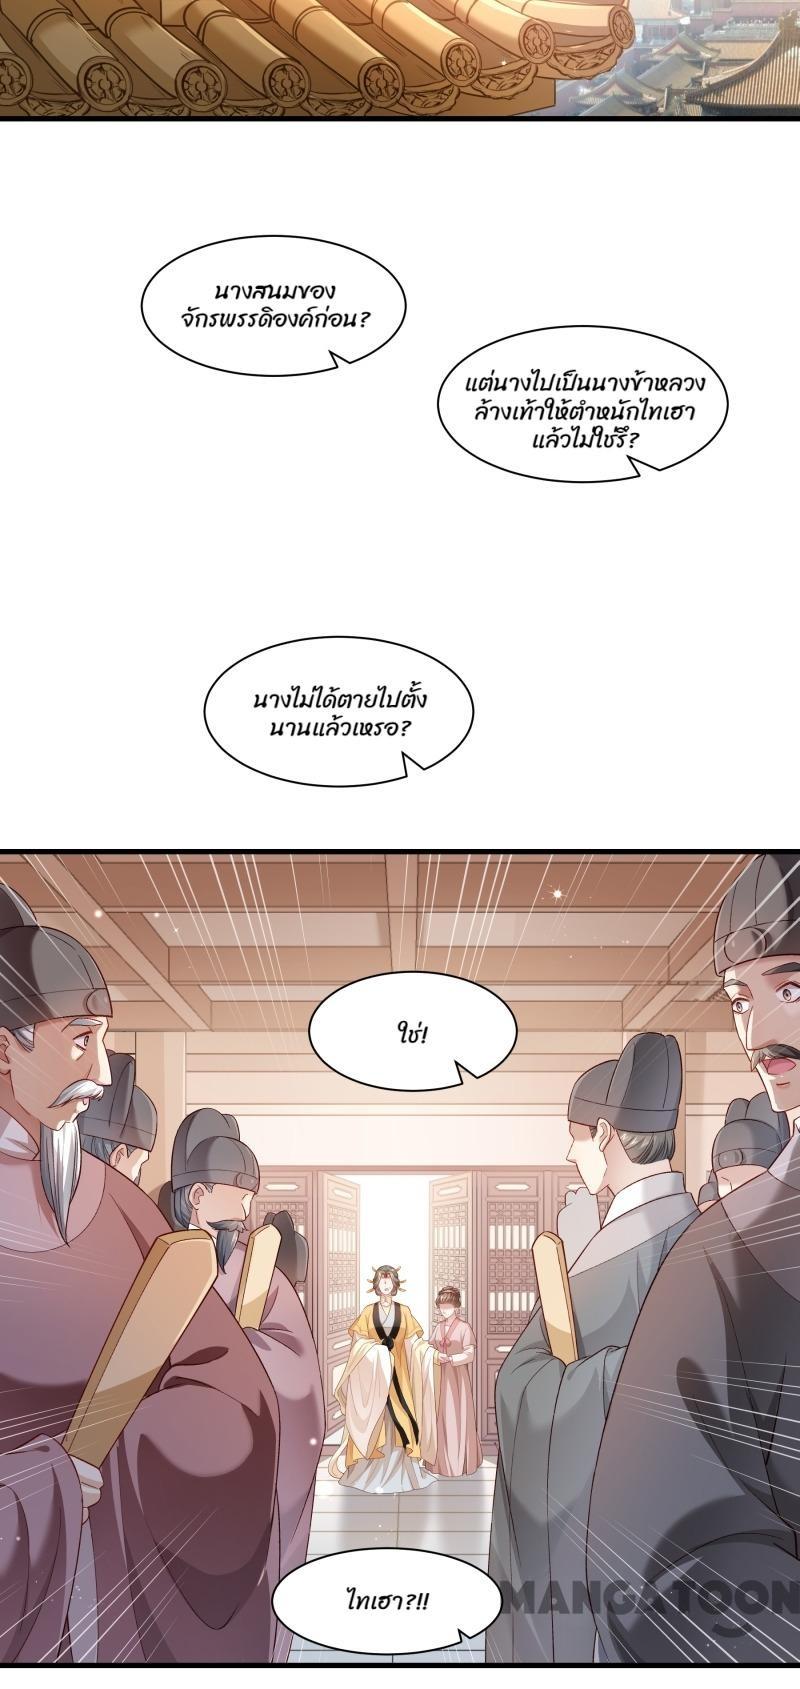 นางสนมของ
จักรพรรดิองค์ก่อน?
แต่นางไปเป็นนางข้าหลวง
ล้างเท้าให้ตำหนักไทเฮา
แล้วไม่ใช่รึ?
นางไม่ได้ตายไปตั้ง
นานแล้วเหรอ?
ใช่!
ไทเฮา?!!
MANGATOON